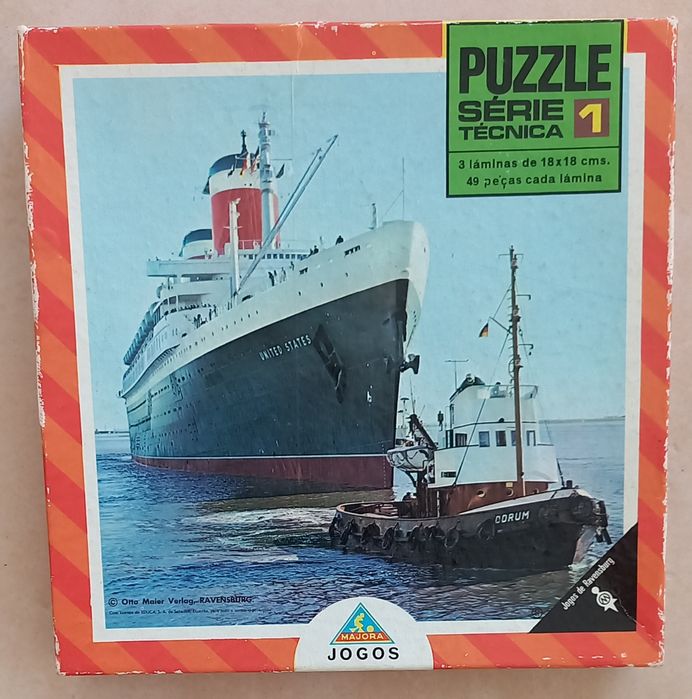 PUZZLE
SÉRIE
TÉCNICA 1
3 láminas de 18x18 cms.
49 peças cada lámina
UNITED STATES
CORUM
Jogos de Ravensburg
© Otto Maier Verlag, RAVENSBURG.
MAJORA
JOGOS